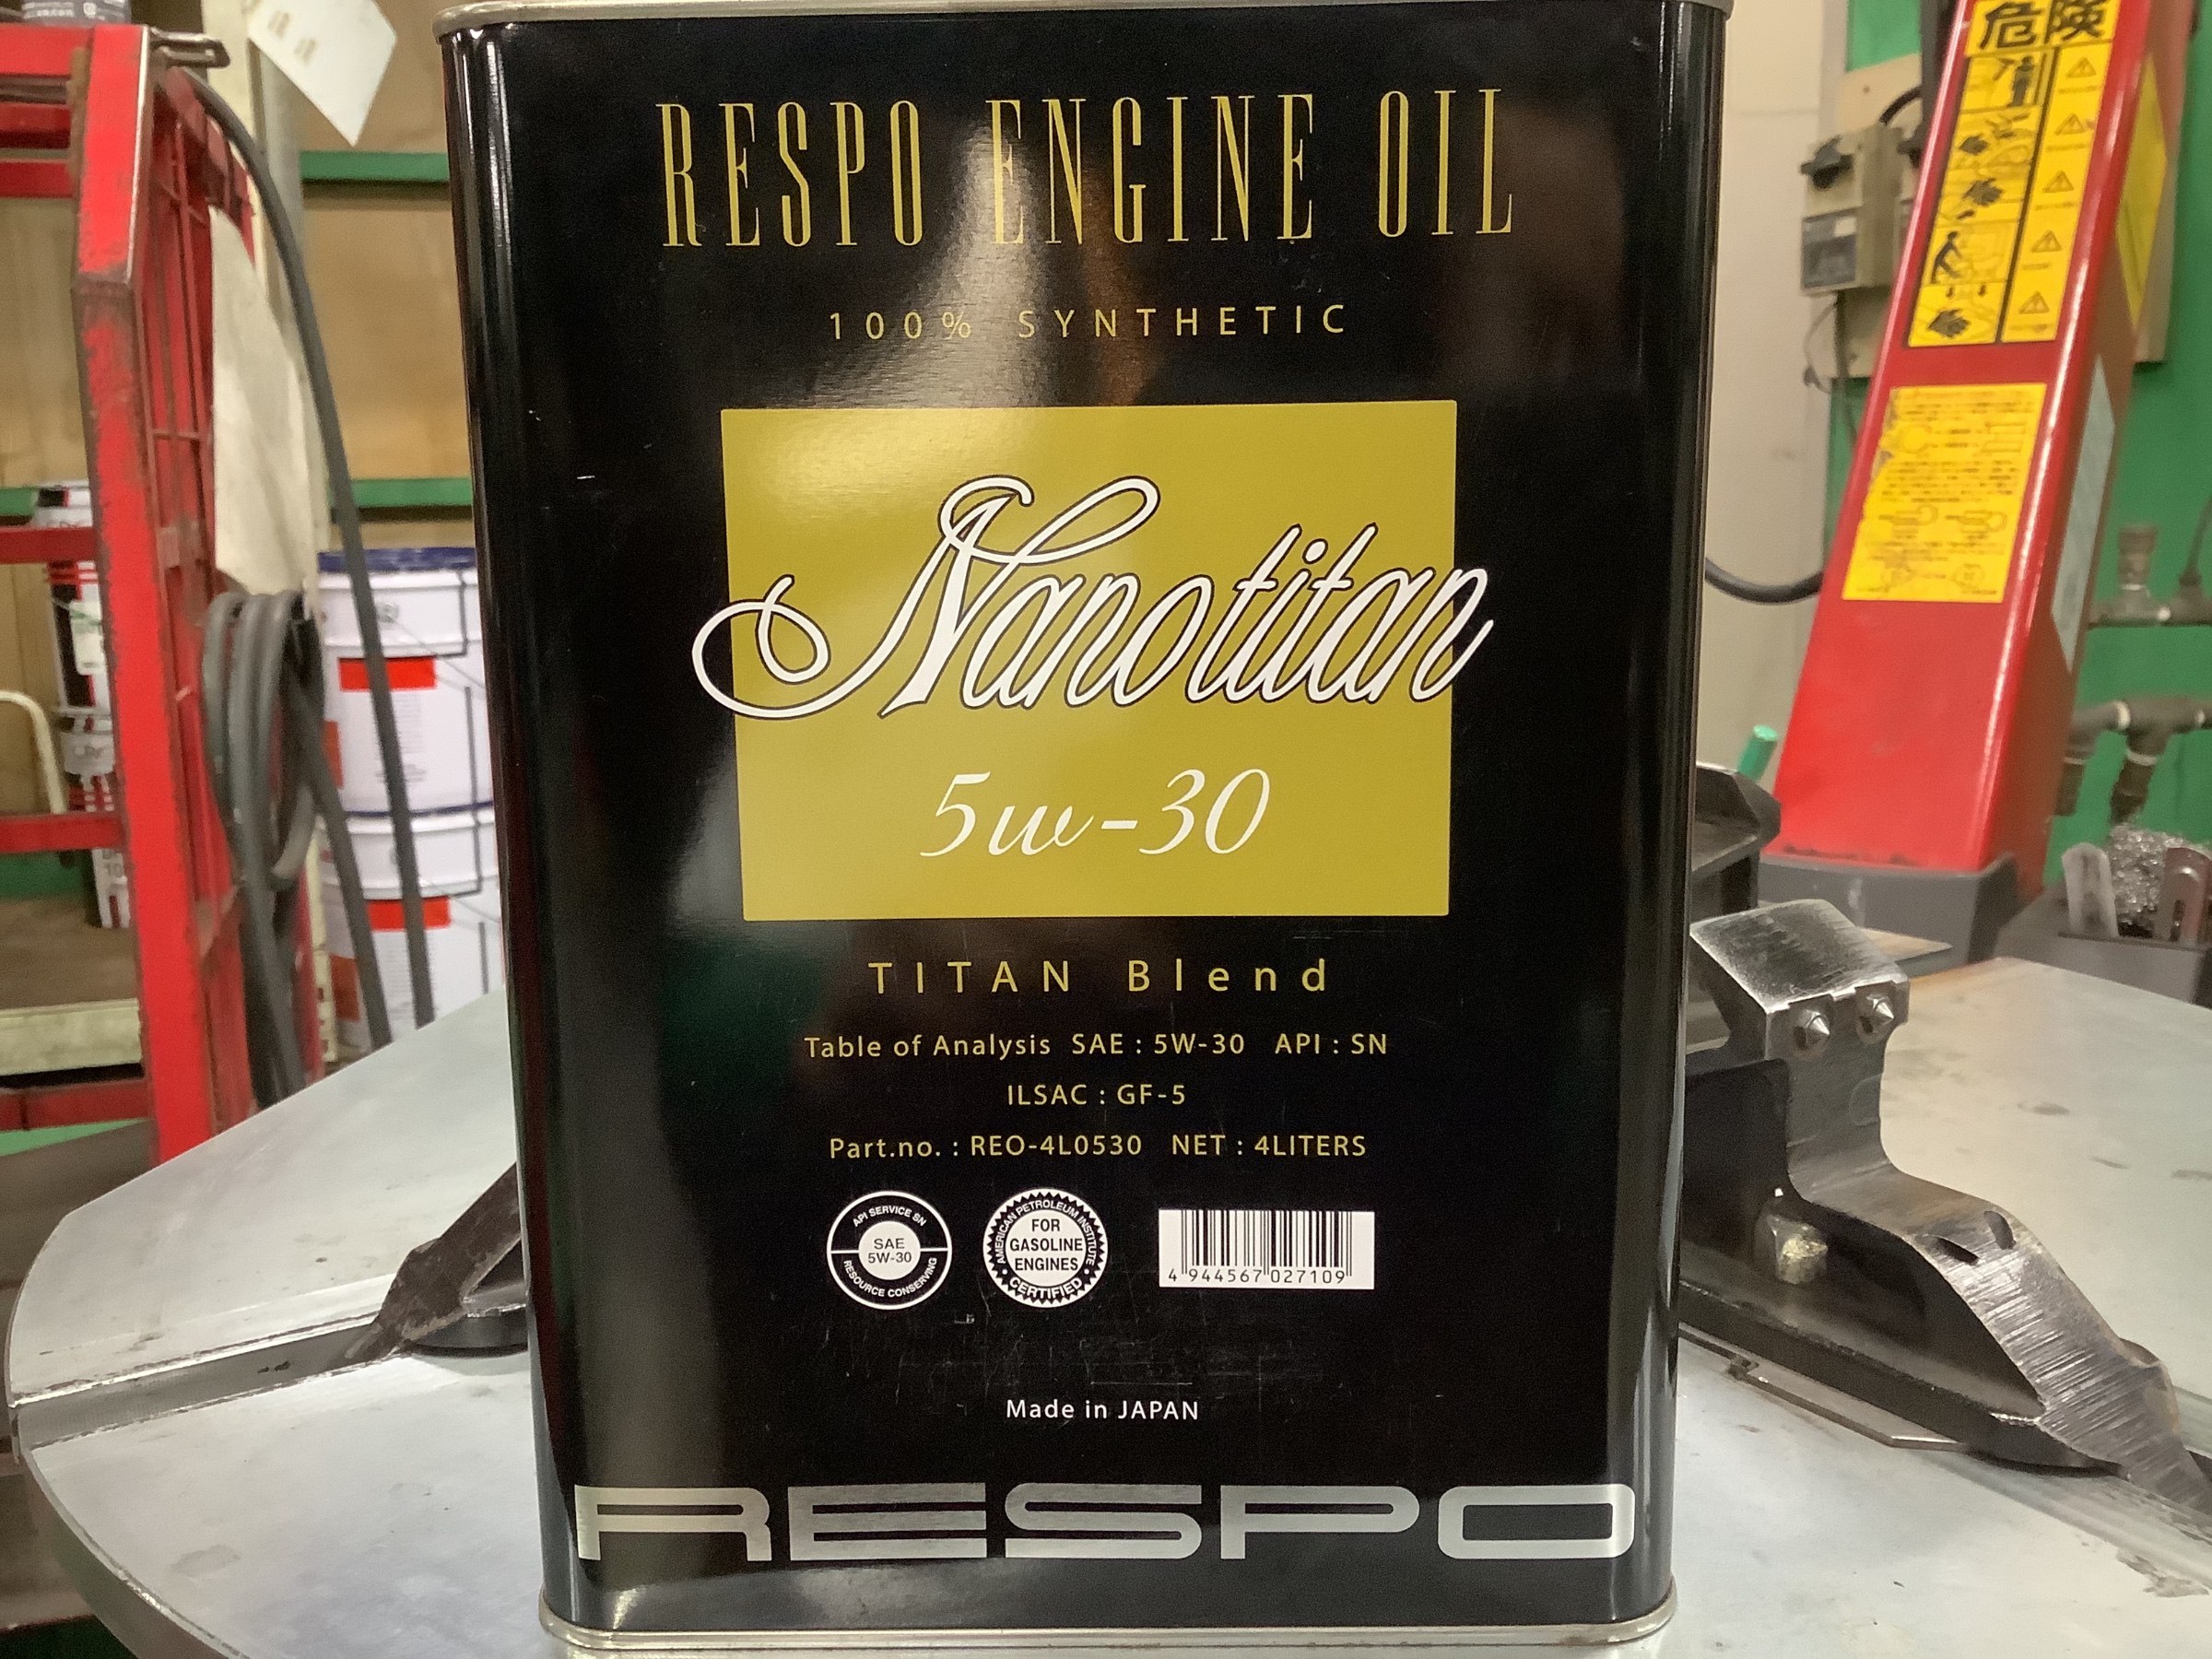 危険
RESPO ENGINE OIL
100% SYNTHETIC
Nanotitan
5w-30
TITAN Blend
Table of Analysis SAE : 5W-30 API : SN
ILSAC : GF-5
Part.no. : REO-4L0530 NET : 4LITERS
API SERVICE SN
SAE
5W-30
RESOURCE CONSERVING
AMERICAN PETROLEUM INSTITUTE
FOR
GASOLINE
ENGINES
CERTIFIED
4 944567 027109
Made in JAPAN
RESPO